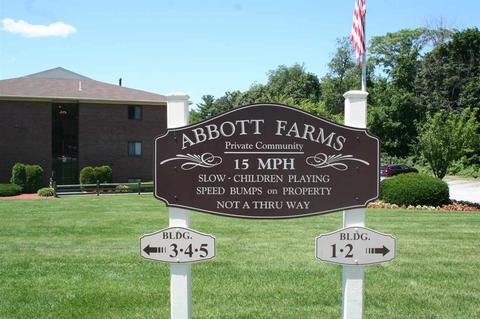 ABBOTT FARMS
Private Community
15 MPH
SLOW - CHILDREN PLAYING
SPEED BUMPS on PROPERTY
NOT A THRU WAY
BLDG.
3·4·5
BLDG.
1·2